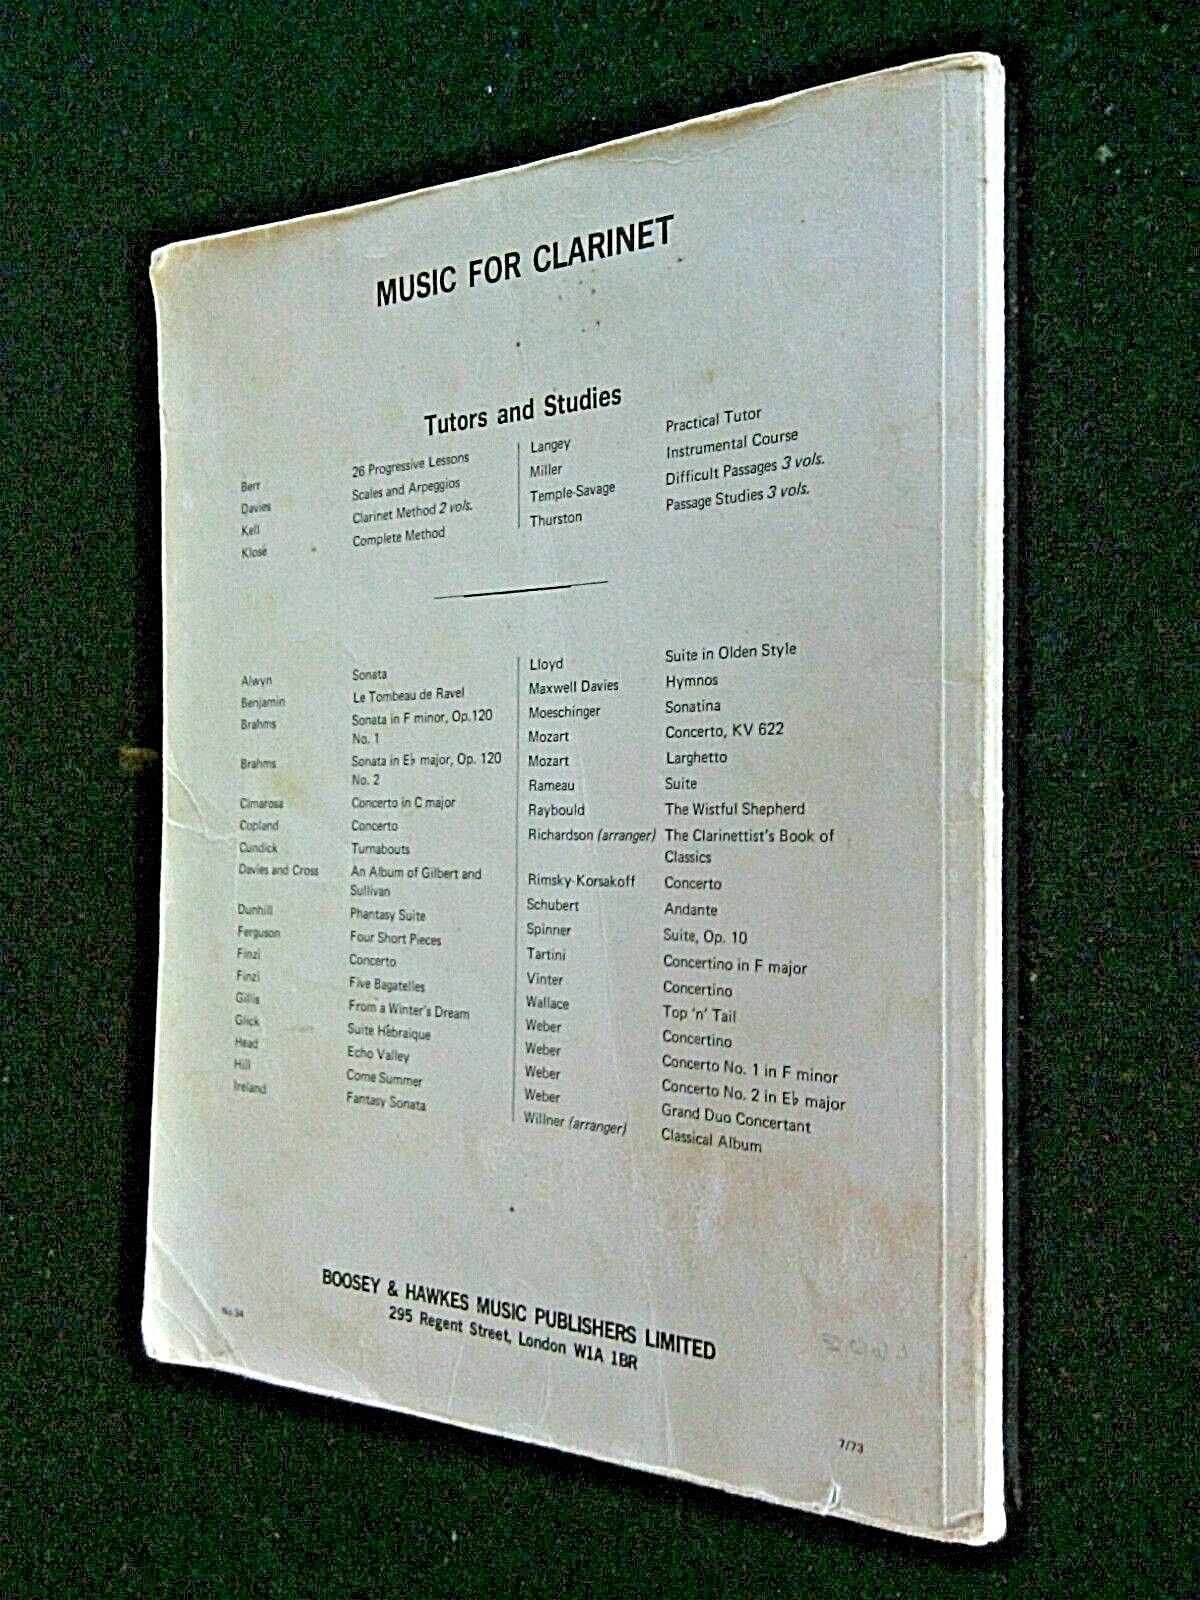 MUSIC FOR CLARINET
Tutors and Studies
Berr 26 Progressive Lessons
Davies Scales and Arpeggios
Kell Clarinet Method 2 vols.
Klosé Complete Method
Langey Practical Tutor
Miller Instrumental Course
Temple-Savage Difficult Passages 3 vols.
Thurston Passage Studies 3 vols.
Alwyn Sonata
Benjamin Le Tombeau de Ravel
Brahms Sonata in F minor, Op.120
No. 1
Brahms Sonata in E♭ major, Op. 120
No. 2
Cimarosa Concerto in C major
Copland Concerto
Cundick Turnabouts
Davies and Cross An Album of Gilbert and
Sullivan
Dunhill Phantasy Suite
Ferguson Four Short Pieces
Finzi Concerto
Finzi Five Bagatelles
Gillis From a Winter's Dream
Glick Suite Hébraique
Head Echo Valley
Hill Come Summer
Ireland Fantasy Sonata
Lloyd Suite in Olden Style
Maxwell Davies Hymnos
Moeschinger Sonatina
Mozart Concerto, KV 622
Mozart Larghetto
Rameau Suite
Raybould The Wistful Shepherd
Richardson (arranger) The Clarinettist's Book of
Classics
Rimsky-Korsakoff Concerto
Schubert Andante
Spinner Suite, Op. 10
Tartini Concertino in F major
Vinter Concertino
Wallace Top 'n' Tail
Weber Concertino
Weber Concerto No. 1 in F minor
Weber Concerto No. 2 in E♭ major
Weber Grand Duo Concertant
Willner (arranger) Classical Album
BOOSEY & HAWKES MUSIC PUBLISHERS LIMITED
295 Regent Street, London W1A 1BR
No.34
7/73